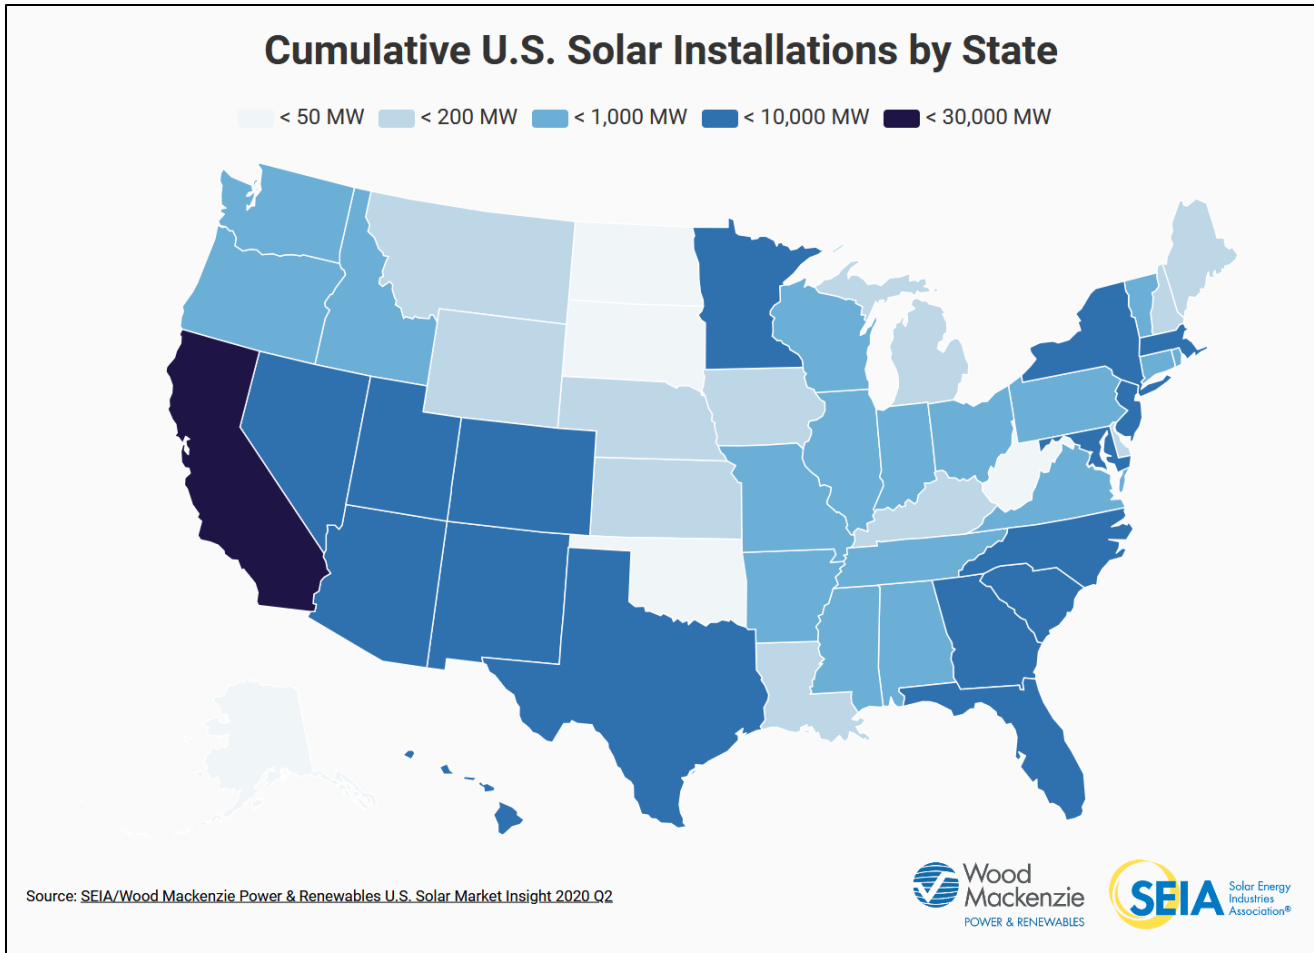 Cumulative U.S. Solar Installations by State
< 50 MW < 200 MW < 1,000 MW < 10,000 MW < 30,000 MW
Source: SEIA/Wood Mackenzie Power & Renewables U.S. Solar Market Insight 2020 Q2
Wood
Mackenzie
POWER & RENEWABLES
SEIA
Solar Energy
Industries
Association®